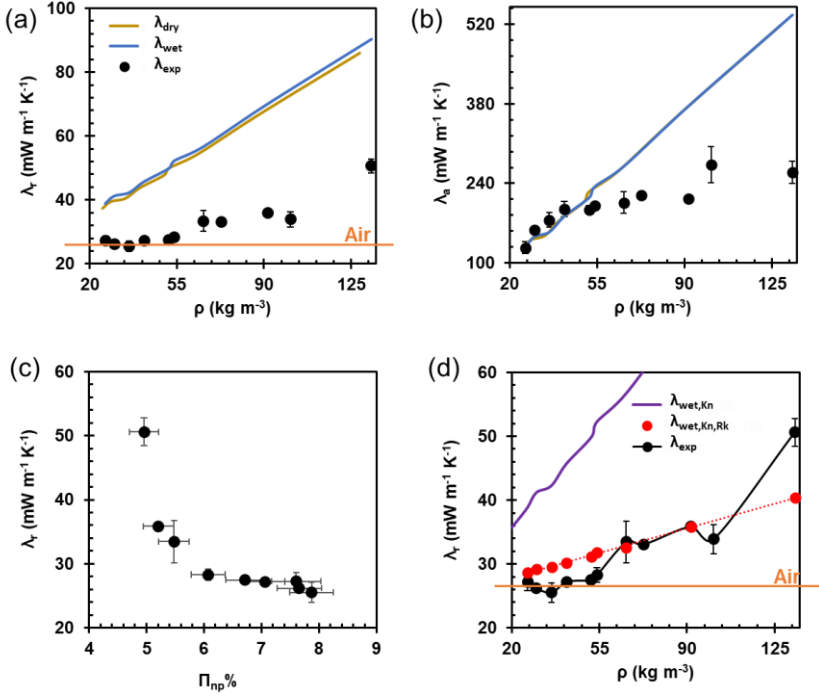 (a)
100
80
60
40
20
λr (mW m-1 K-1)
λdry
λwet
λexp
Air
20
55
90
125
ρ (kg m-3)
(b)
520
380
240
100
λa (mW m-1 K-1)
20
55
90
125
ρ (kg m-3)
(c)
60
50
40
30
20
λr (mW m-1 K-1)
4
5
6
7
8
9
Πnp%
(d)
60
50
40
30
20
λr (mW m-1 K-1)
λwet,Kn
λwet,Kn,Rk
λexp
Air
20
55
90
125
ρ (kg m-3)